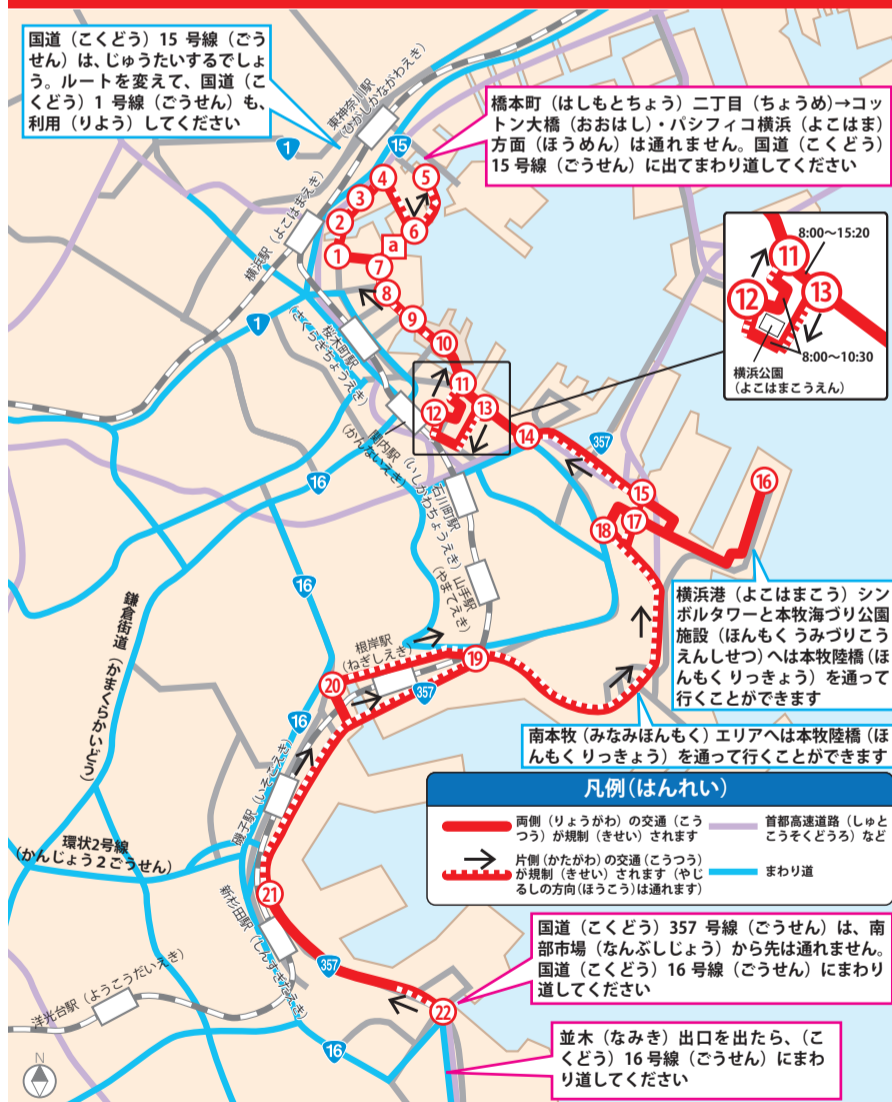 国道（こくどう）15 号線（ごう
せん）は、じゅうたいするでしょ
う。ルートを変えて、国道（こ
くどう）1 号線（ごうせん）も、
利用（りよう）してください
東神奈川駅
（ひがしかながわえき）
橋本町（はしもとちょう）二丁目（ちょうめ）→コッ
トン大橋（おおはし）・パシフィコ横浜（よこはま）
方面（ほうめん）は通れません。国道（こくどう）
15 号線（ごうせん）に出てまわり道してください
1
15
4
5
3
2
6
a
1
7
横浜駅（よこはまえき）
8
1
9
桜木町駅
（さくらぎちょうえき）
10
11
12
13
8:00〜15:20
11
12
13
8:00〜10:30
横浜公園
（よこはまこうえん）
14
357
関内駅
（かんないえき）
石川町駅
（いしかわちょうえき）
16
15
16
17
18
山手駅
（やまてえき）
16
鎌倉街道（かまくらかいどう）
横浜港（よこはまこう）シン
ボルタワーと本牧海づり公園
施設（ほんもく うみづりこう
えんしせつ）へは本牧陸橋（ほ
んもく りっきょう）を通って
行くことができます
根岸駅
（ねぎしえき）
19
20
357
16
南本牧（みなみほんもく）エリアへは本牧陸橋（ほ
んもく りっきょう）を通って行くことができます
磯子駅（いそこえき）
凡例（はんれい）
両側（りょうがわ）の交通（こう
つう）が規制（きせい）されます
首都高速道路（しゅと
こうそくどうろ）など
片側（かたがわ）の交通（こうつう）
が規制（きせい）されます（やじ
るしの方向（ほうこう）は通れます）
まわり道
環状2号線
（かんじょう２ごうせん）
21
新杉田駅（しんすぎたえき）
国道（こくどう）357 号線（ごうせん）は、南
部市場（なんぶしじょう）から先は通れません。
国道（こくどう）16 号線（ごうせん）にまわり
道してください
357
22
洋光台駅（ようこうだいえき）
16
並木（なみき）出口を出たら、（こ
くどう）16 号線（ごうせん）にまわ
り道してください
N